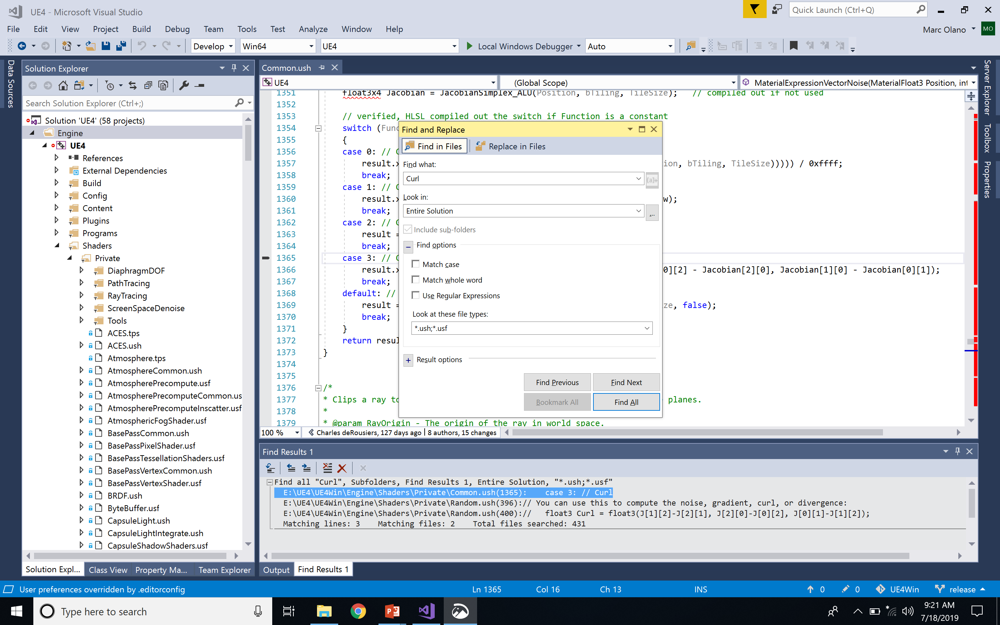 UE4 - Microsoft Visual Studio
Quick Launch (Ctrl+Q)
File Edit View Project Build Debug Team Tools Test Analyze Window Help
Marc Olano MO
Develop Win64 UE4 Local Windows Debugger Auto
Data Sources
Solution Explorer
Search Solution Explorer (Ctrl+;)
Solution 'UE4' (58 projects)
Engine
UE4
References
External Dependencies
Build
Config
Content
Plugins
Programs
Shaders
Private
DiaphragmDOF
PathTracing
RayTracing
ScreenSpaceDenoise
Tools
ACES.tps
ACES.ush
Atmosphere.tps
AtmosphereCommon.ush
AtmospherePrecompute.usf
AtmospherePrecomputeCommon.us
AtmospherePrecomputeInscatter.usf
AtmosphericFogShader.usf
BasePassCommon.ush
BasePassPixelShader.usf
BasePassTessellationShaders.usf
BasePassVertexCommon.ush
BasePassVertexShader.usf
BRDF.ush
ByteBuffer.usf
CapsuleLight.ush
CapsuleLightIntegrate.ush
CapsuleShadowShaders.usf
Solution Expl... Class View Property Ma... Team Explorer
Common.ush
UE4 (Global Scope) MaterialExpressionVectorNoise(MaterialFloat3 Position, int
1351 float3x4 Jacobian = JacobianSimplex_ALU(Position, bTiling, TileSize); // compiled out if not used
1352
1353 // verified, HLSL compiled out the switch if Function is a constant
1354 switch (Func
1355 {
1356 case 0: // C
1357 result.x ion, bTiling, TileSize))))) / 0xffff;
1358 break;
1359 case 1: // C
1360 result.x w);
1361 break;
1362 case 2: // G
1363 result =
1364 break;
1365 case 3: // C
1366 result.x 0][2] - Jacobian[2][0], Jacobian[1][0] - Jacobian[0][1]);
1367 break;
1368 default: //
1369 result = ze, false);
1370 break;
1371 }
1372 return resul
1373 }
1374
1375
1376 /*
1377 * Clips a ray to planes.
1378 *
1379 * @param RayOrigin - The origin of the ray in world space.
100 % Charles deRousiers, 127 days ago | 8 authors, 15 changes
Find and Replace
Find in Files Replace in Files
Find what:
Curl
(a)+
Look in:
Entire Solution
...
Include sub-folders
Find options
Match case
Match whole word
Use Regular Expressions
Look at these file types:
*.ush;*.usf
Result options
Find Previous Find Next
Bookmark All Find All
Server Explorer
Toolbox
Properties
Find Results 1
Find all "Curl", Subfolders, Find Results 1, Entire Solution, "*.ush;*.usf"
E:\UE4\UE4Win\Engine\Shaders\Private\Common.ush(1365): case 3: // Curl
E:\UE4\UE4Win\Engine\Shaders\Private\Random.ush(396):// You can use this to compute the noise, gradient, curl, or divergence:
E:\UE4\UE4Win\Engine\Shaders\Private\Random.ush(400):// float3 Curl = float3(J[1][2]-J[2][1], J[2][0]-J[0][2], J[0][1]-J[1][2]);
Matching lines: 3 Matching files: 2 Total files searched: 431
Output Find Results 1
User preferences overridden by .editorconfig Ln 1365 Col 16 Ch 13 INS 0 0 UE4Win release
Type here to search
9:21 AM
7/18/2019